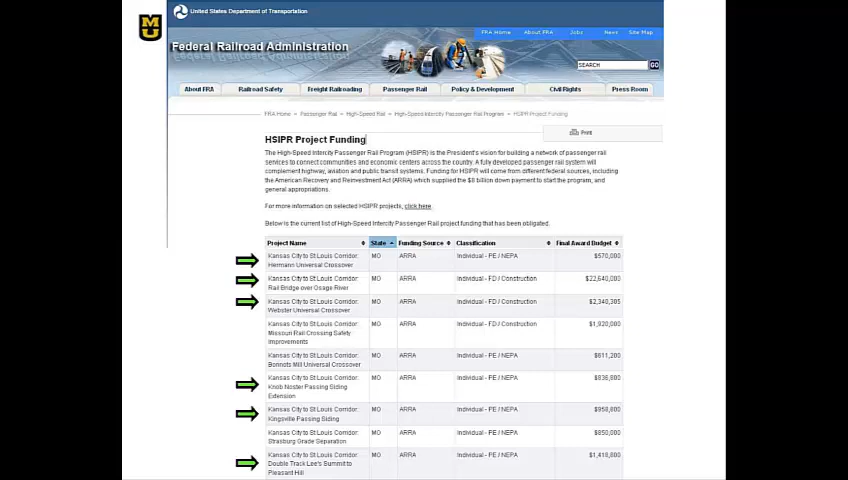 MU
United States Department of Transportation
FRA Home About FRA Jobs News Site Map
Federal Railroad Administration
SEARCH GO
About FRA Railroad Safety Freight Railroading Passenger Rail Policy & Development Civil Rights Press Room
FRA Home → Passenger Rail → High-Speed Rail → High-Speed Intercity Passenger Rail Program → HSIPR Project Funding
Print
HSIPR Project Funding
The High-Speed Intercity Passenger Rail Program (HSIPR) is the President's vision for building a network of passenger rail
services to connect communities and economic centers across the country. A fully developed passenger rail system will
complement highway, aviation and public transit systems. Funding for HSIPR will come from different federal sources, including
the American Recovery and Reinvestment Act (ARRA) which supplied the $8 billion down payment to start the program, and
general appropriations.
For more information on selected HSIPR projects, click here.
Below is the current list of High-Speed Intercity Passenger Rail project funding that has been obligated.
Project Name State Funding Source Classification Final Award Budget
Kansas City to St Louis Corridor: MO ARRA Individual - PE / NEPA $570,000
Hermann Universal Crossover
Kansas City to St Louis Corridor: MO ARRA Individual - FD / Construction $22,640,000
Rail Bridge over Osage River
Kansas City to St Louis Corridor: MO ARRA Individual - FD / Construction $2,340,385
Webster Universal Crossover
Kansas City to St Louis Corridor: MO ARRA Individual - FD / Construction $1,920,000
Missouri Rail Crossing Safety
Improvements
Kansas City to St Louis Corridor: MO ARRA Individual - PE / NEPA $611,200
Bonnots Mill Universal Crossover
Kansas City to St Louis Corridor: MO ARRA Individual - PE / NEPA $836,800
Knob Noster Passing Siding
Extension
Kansas City to St Louis Corridor: MO ARRA Individual - PE / NEPA $958,800
Kingsville Passing Siding
Kansas City to St Louis Corridor: MO ARRA Individual - PE / NEPA $850,000
Strasburg Grade Separation
Kansas City to St Louis Corridor: MO ARRA Individual - PE / NEPA $1,418,800
Double Track Lee's Summit to
Pleasant Hill